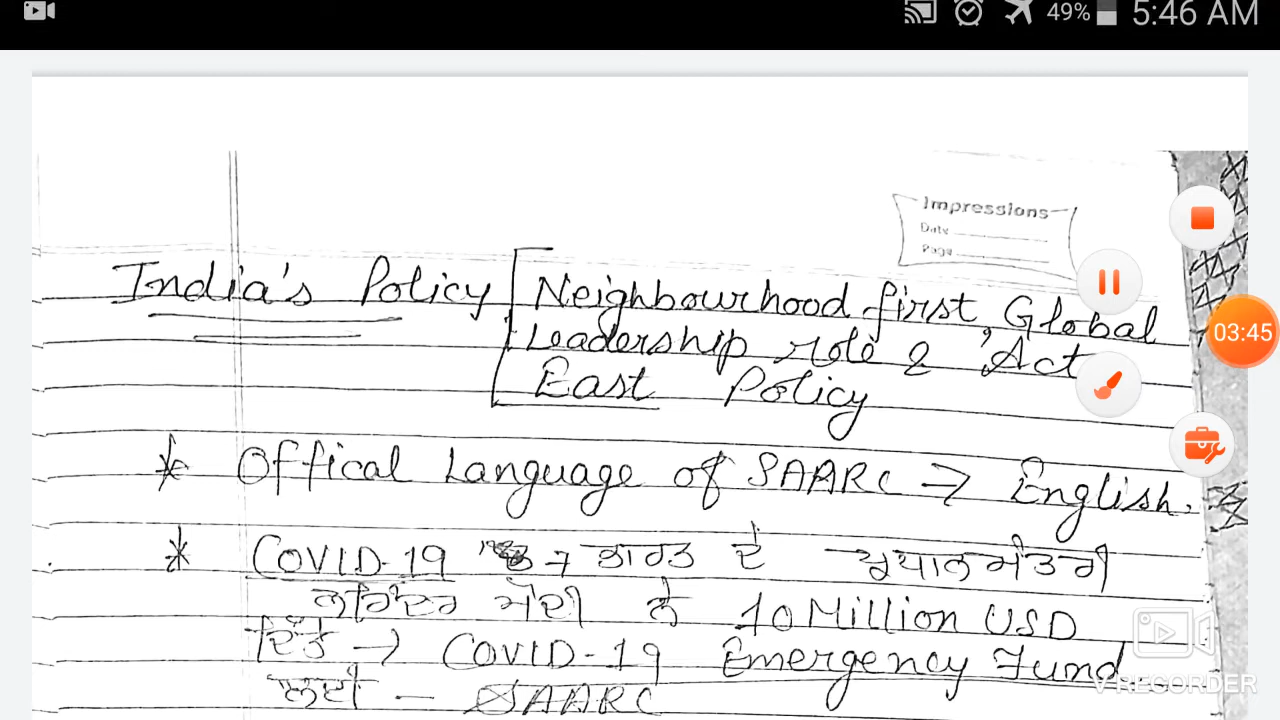 49% 5:46 AM
Impressions
Date
Page
India's Policy Neighbourhood first, Global
Leadership role & 'Act
East Policy
03:45
* Offical Language of SAARC → English.
* COVID-19 → ਭਾਰਤ ਦੇ ਪ੍ਰਧਾਨਮੰਤਰੀ
ਨਰਿੰਦਰ ਮੋਦੀ ਨੇ 10 Million USD
ਦਿੱਤੇ → COVID-19 Emergency Fund
ਲਈ — SAARC
V RECORDER